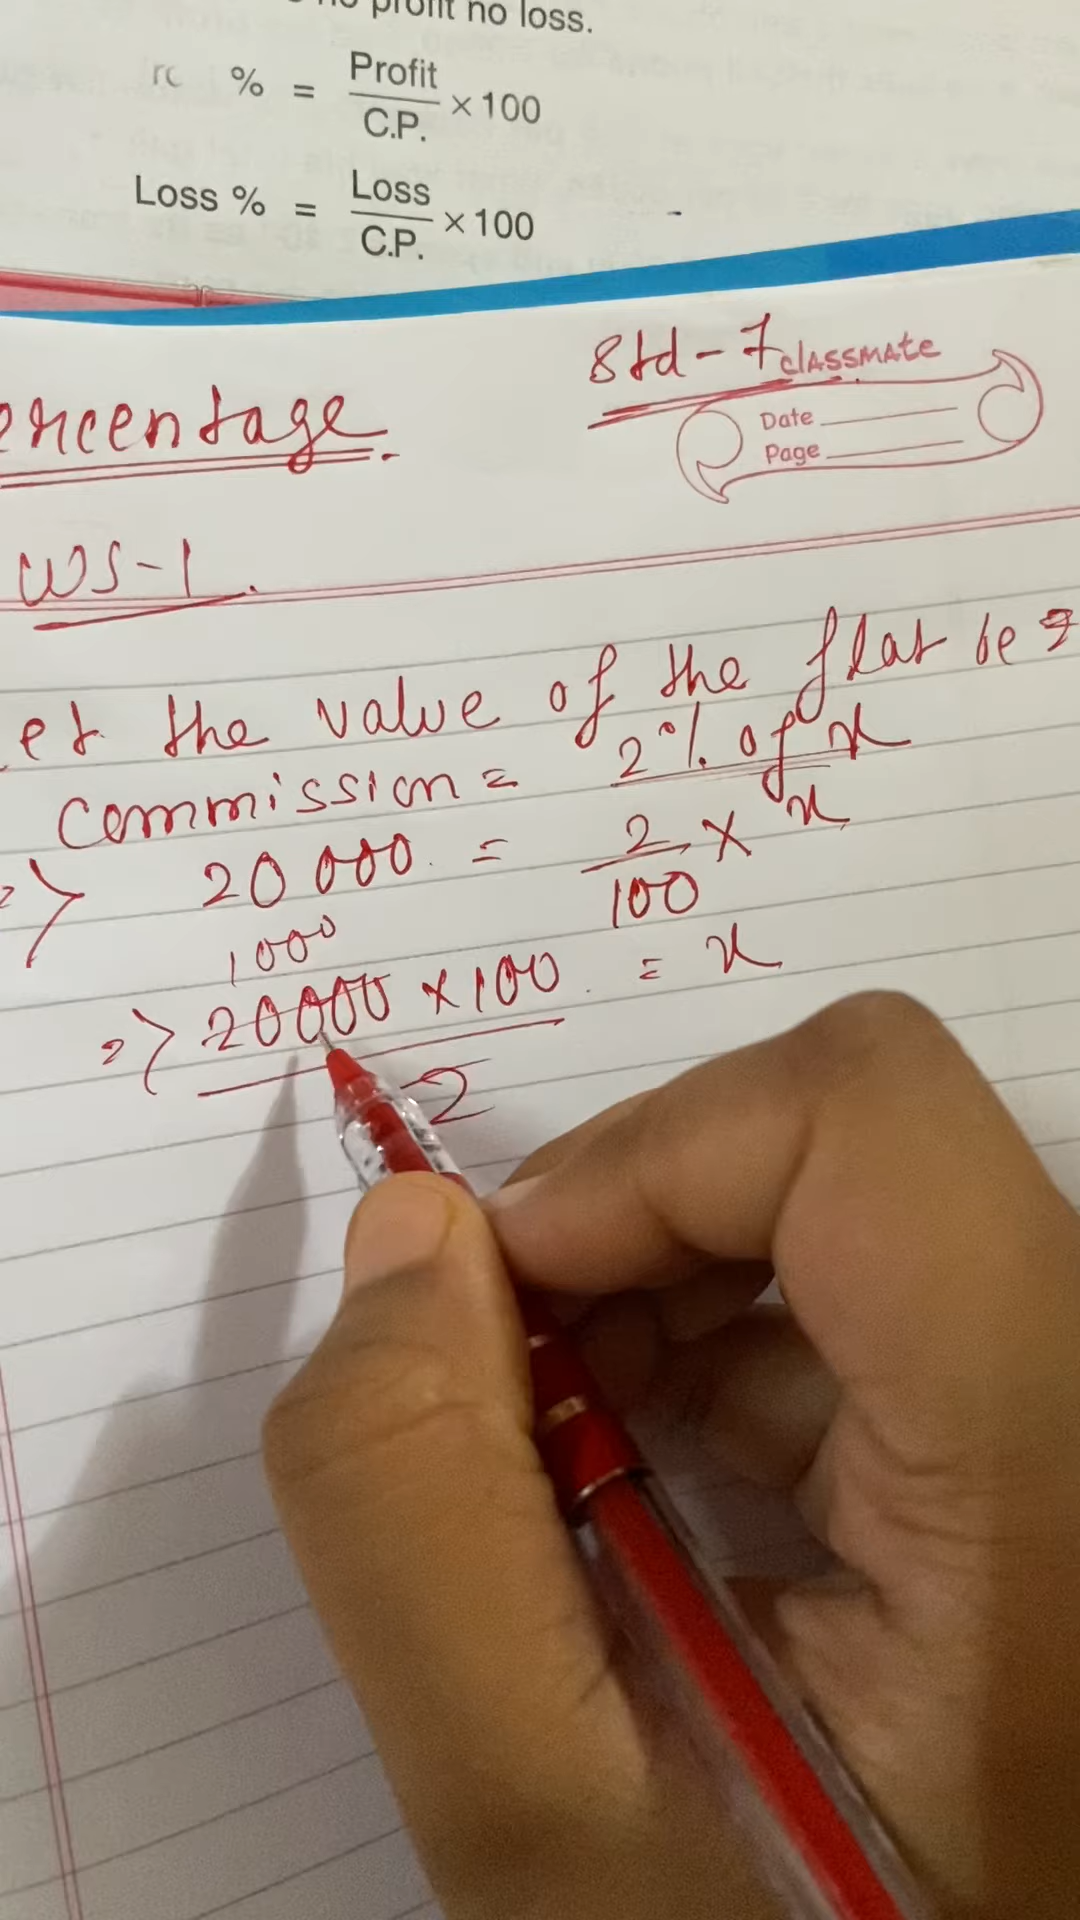 profit no loss.
% = Profit/C.P. × 100
Loss % = Loss/C.P. × 100
Std - 7 classmate
Date
Page
ercentage
WS-1.
et the value of the flat be
Commission = 2% of x
=> 20000 = 2/100 × x
1000
=> 20000 × 100 / 2 = x